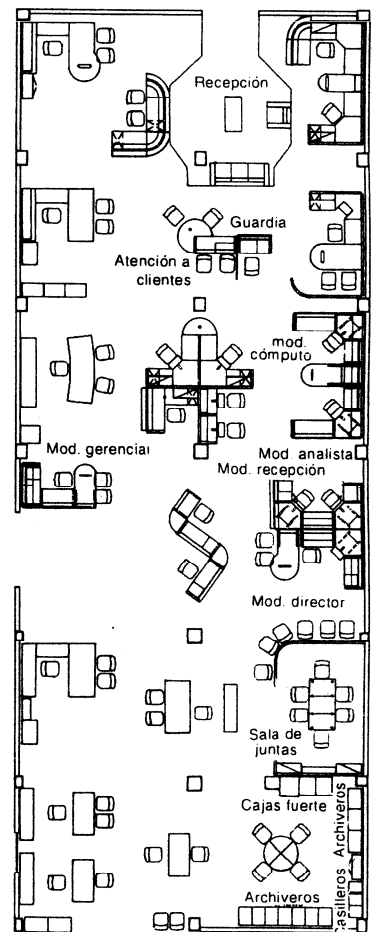 Recepción
Guardia
Atención a
clientes
mod.
cómputo
Mod. gerencial
Mod. analista
Mod. recepción
Mod. director
Sala de
juntas
Cajas fuerte
Archiveros
Casilleros Archiveros